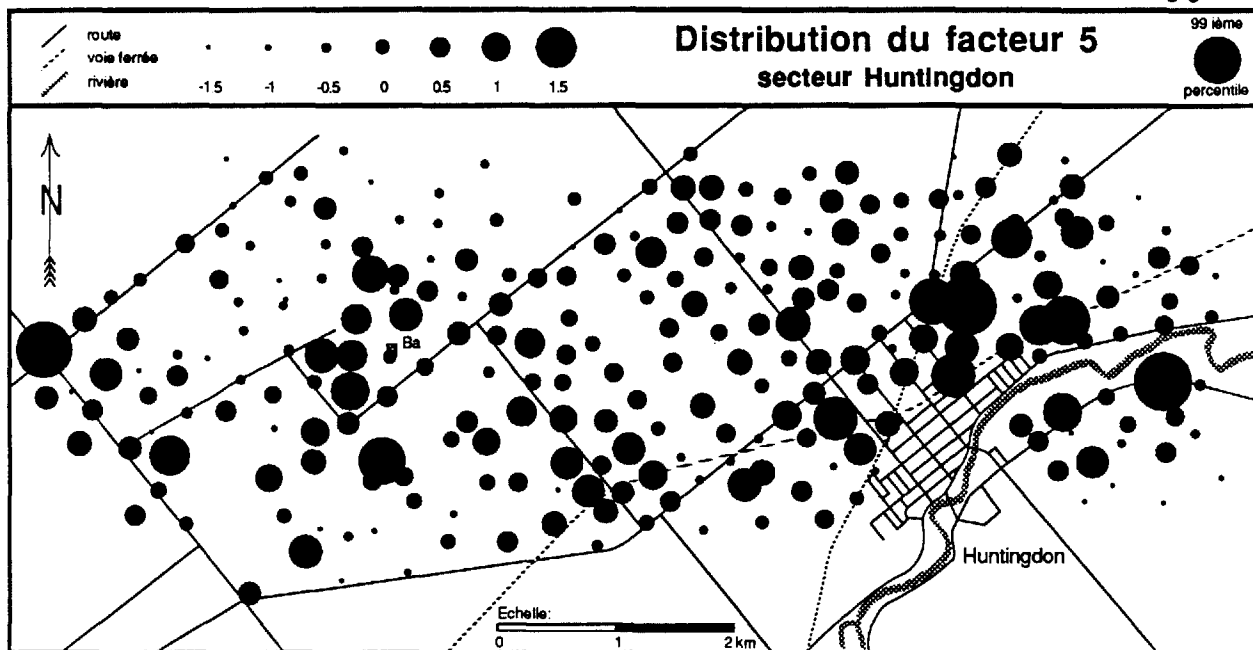 route
voie ferrée
rivière
-1.5 -1 -0.5 0 0.5 1 1.5
Distribution du facteur 5
secteur Huntingdon
99 ième
percentile
N
Ba
Huntingdon
Echelle:
0 1 2 km